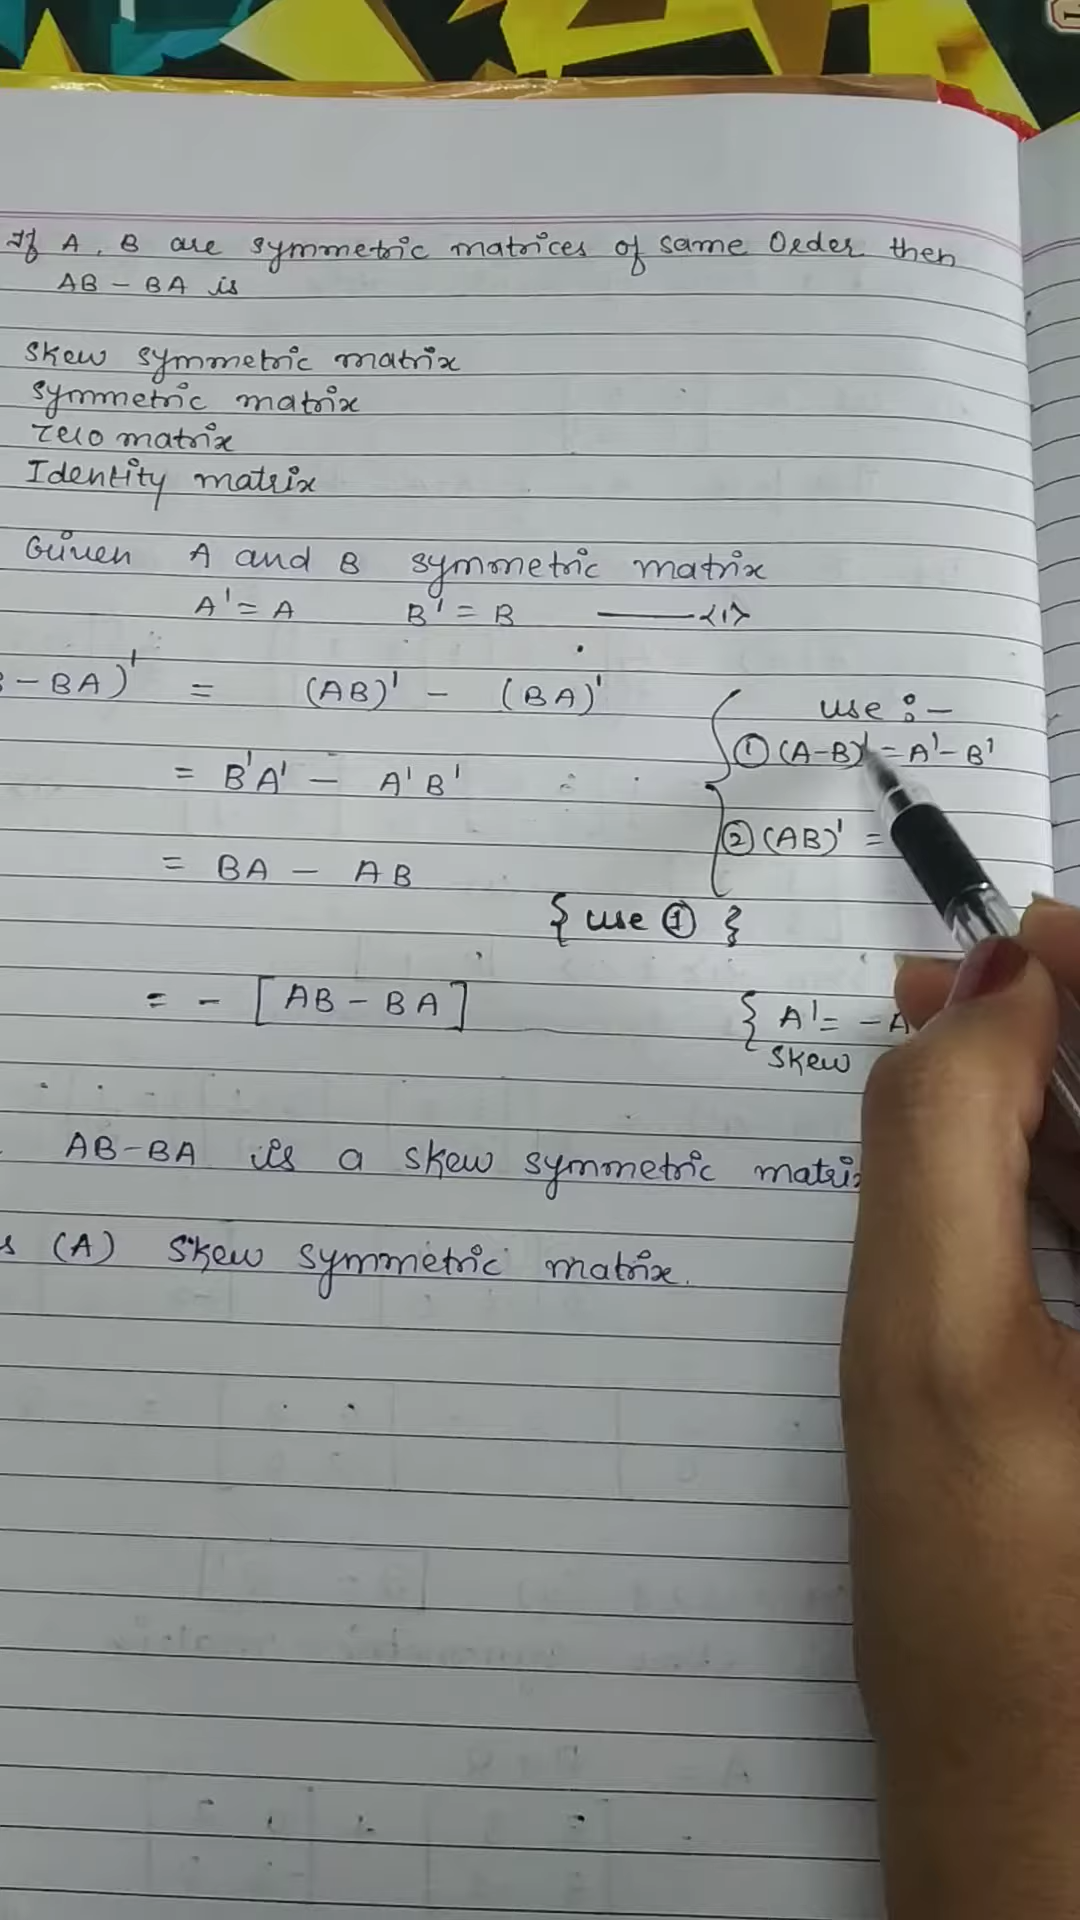 If A, B are symmetric matrices of same Order then
AB - BA is
Skew symmetric matrix
symmetric matrix
Zero matrix
Identity matrix
Given A and B symmetric matrix
A' = A B' = B <1>
- BA)' = (AB)' - (BA)'
use :-
① (A-B)' = A' - B'
= B'A' - A'B'
② (AB)' =
= BA - AB
{ use ① }
= - [AB - BA]
{ A' = -A
Skew
AB-BA is a skew symmetric matrix
(A) Skew symmetric matrix.